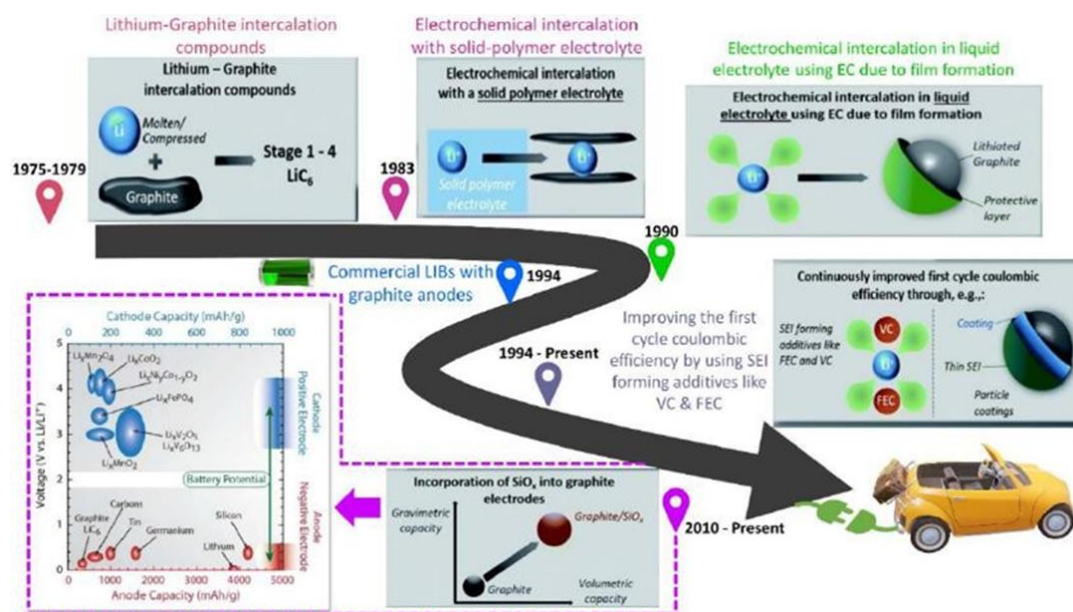 Lithium-Graphite intercalation
compounds
Lithium – Graphite
intercalation compounds
Li
Molten/
Compressed
+
Graphite
Stage 1 - 4
LiC₆
1975-1979
Electrochemical intercalation
with solid-polymer electrolyte
Electrochemical intercalation
with a solid polymer electrolyte
Li⁺
Li⁺
Solid polymer
electrolyte
1983
Electrochemical intercalation in liquid
electrolyte using EC due to film formation
Electrochemical intercalation in liquid
electrolyte using EC due to film formation
Li⁺
Lithiated
Graphite
Protective
layer
1990
Commercial LIBs with
graphite anodes
1994
Improving the first
cycle coulombic
efficiency by using SEI
forming additives like
VC & FEC
1994 - Present
Continuously improved first cycle coulombic
efficiency through, e.g.,:
SEI forming
additives like
FEC and VC
VC
Li
FEC
Coating
Thin SEI
Particle
coatings
Cathode Capacity (mAh/g)
0 200 400 600 800 1000
5
4
3
2
1
0
Voltage (V vs. Li/Li⁺)
LiₓMn₂O₄
LiₓCoO₂
LiₓNiᵧCo₁₋ᵧO₂
LiₓFePO₄
LiₓV₂O₅
LiₓV₆O₁₃
LiₓMnO₂
Cathode
Positive Electrode
Battery Potential
Anode
Negative Electrode
Graphite
LiC₆
Carbons
Tin
Germanium
Silicon
Lithium
0 1000 2000 3000 4000 5000
Anode Capacity (mAh/g)
Incorporation of SiOₓ into graphite
electrodes
Gravimetric
capacity
Graphite/SiOₓ
Graphite
Volumetric
capacity
2010 - Present